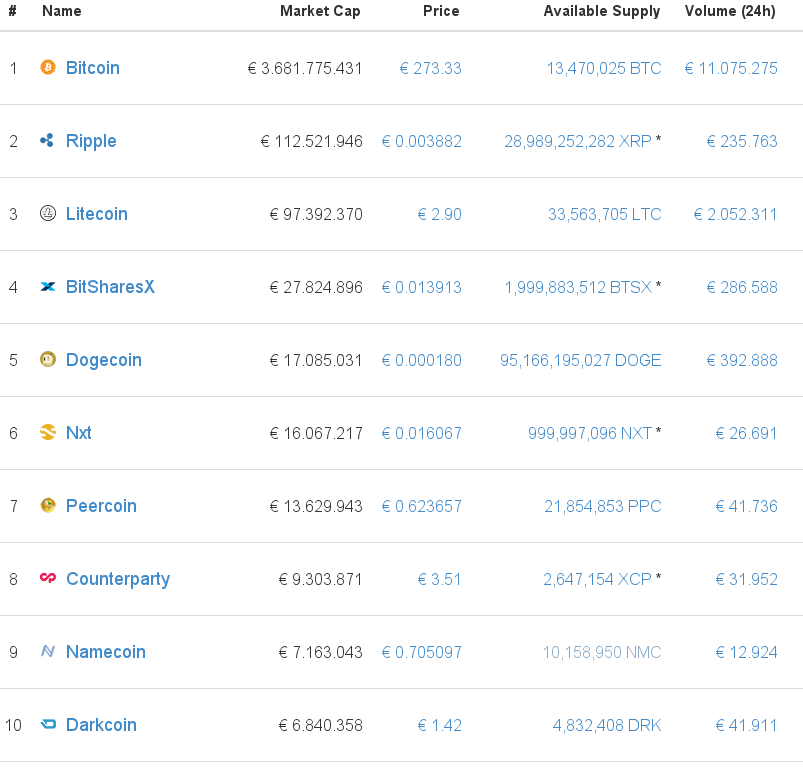 # Name Market Cap Price Available Supply Volume (24h)
1 Bitcoin € 3.681.775.431 € 273.33 13,470,025 BTC € 11.075.275
2 Ripple € 112.521.946 € 0.003882 28,989,252,282 XRP * € 235.763
3 Litecoin € 97.392.370 € 2.90 33,563,705 LTC € 2.052.311
4 BitSharesX € 27.824.896 € 0.013913 1,999,883,512 BTSX * € 286.588
5 Dogecoin € 17.085.031 € 0.000180 95,166,195,027 DOGE € 392.888
6 Nxt € 16.067.217 € 0.016067 999,997,096 NXT * € 26.691
7 Peercoin € 13.629.943 € 0.623657 21,854,853 PPC € 41.736
8 Counterparty € 9.303.871 € 3.51 2,647,154 XCP * € 31.952
9 Namecoin € 7.163.043 € 0.705097 10,158,950 NMC € 12.924
10 Darkcoin € 6.840.358 € 1.42 4,832,408 DRK € 41.911